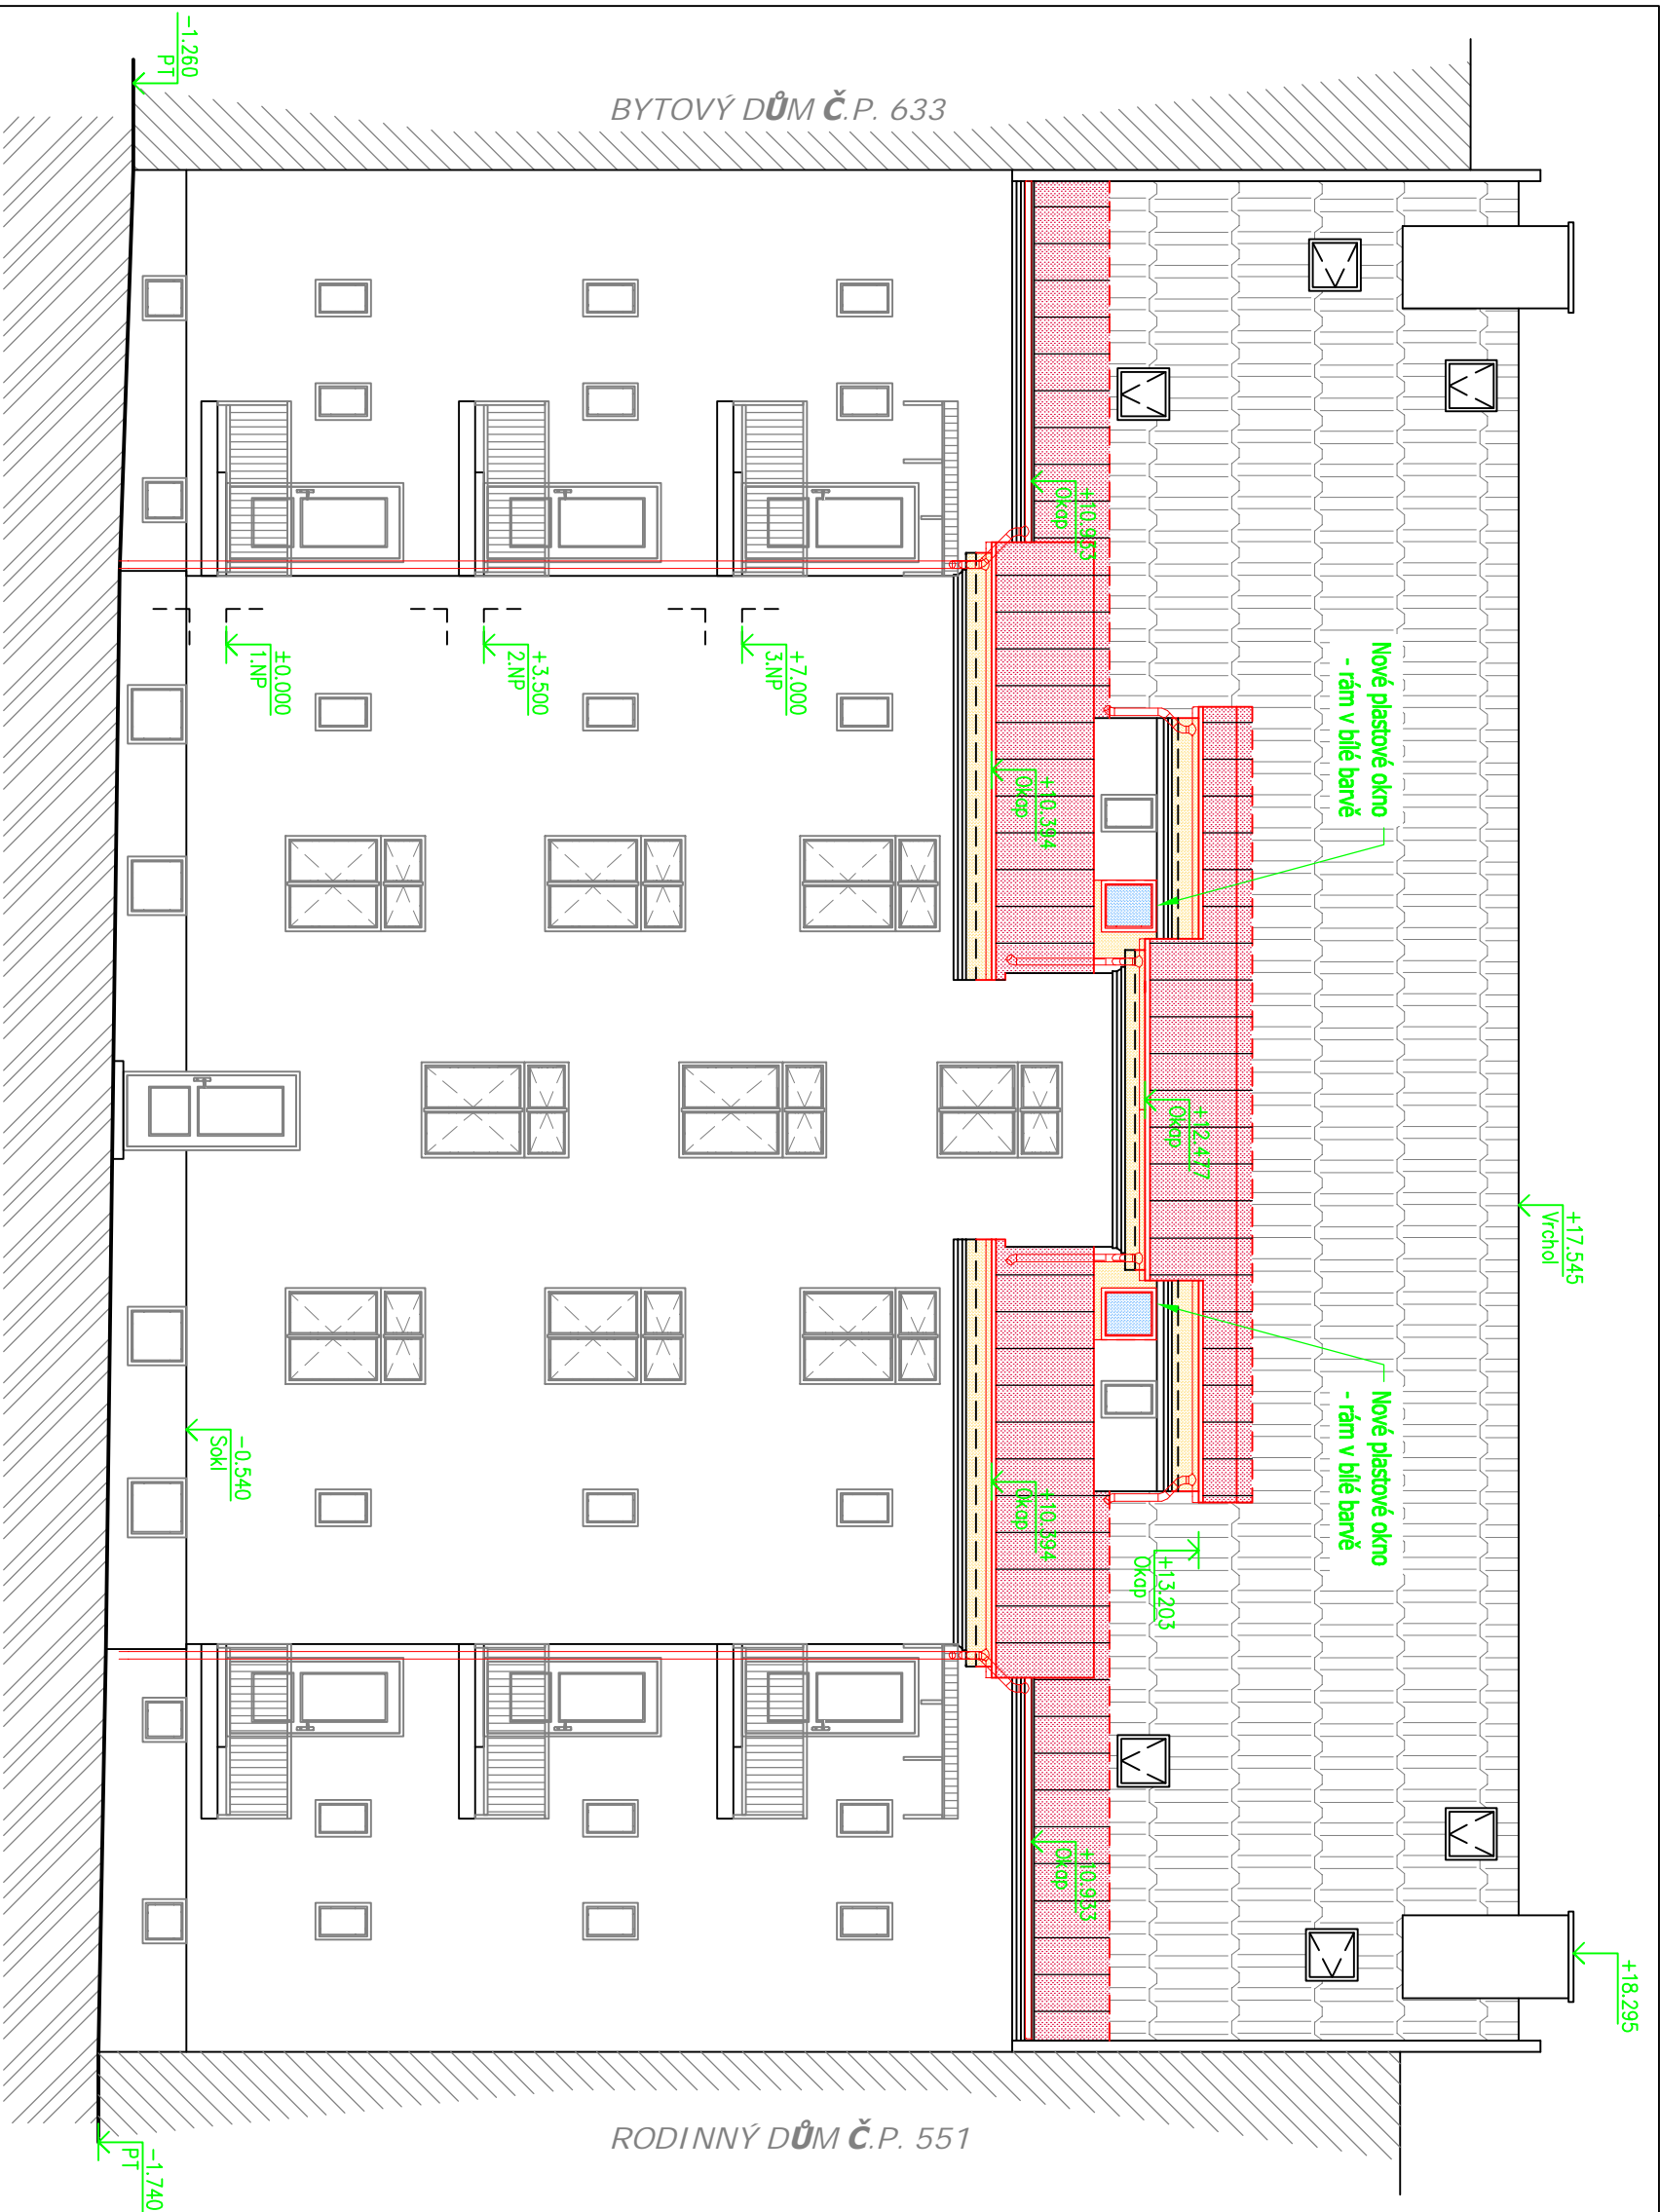 BYTOVÝ DŮM Č.P. 633
-1.260
PT
+10.933
Okap
±0.000
1.NP
+3.500
2.NP
+7.000
3.NP
+10.394
Okap
Nové plastové okno
- rám v bílé barvě
+12.477
Okap
+17.545
Vrchol
Nové plastové okno
- rám v bílé barvě
-0.540
Sokl
+10.394
Okap
+13.203
Okap
+10.933
Okap
+18.295
RODINNÝ DŮM Č.P. 551
-1.740
PT